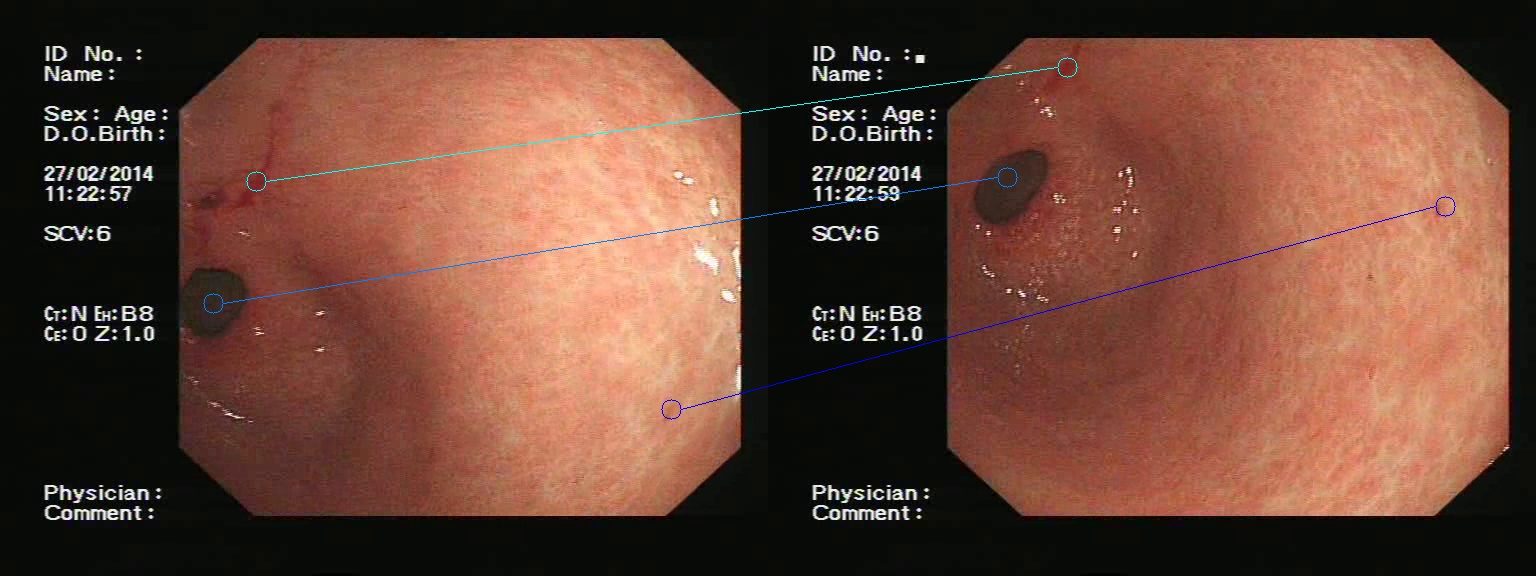 ID No. :
Name:
Sex: Age:
D.O.Birth:
27/02/2014
11:22:57
SCV:6
CT:N EH:B8
CE:0 Z:1.0
Physician:
Comment:
ID No. :
Name:
Sex: Age:
D.O.Birth:
27/02/2014
11:22:59
SCV:6
CT:N EH:B8
CE:0 Z:1.0
Physician:
Comment: